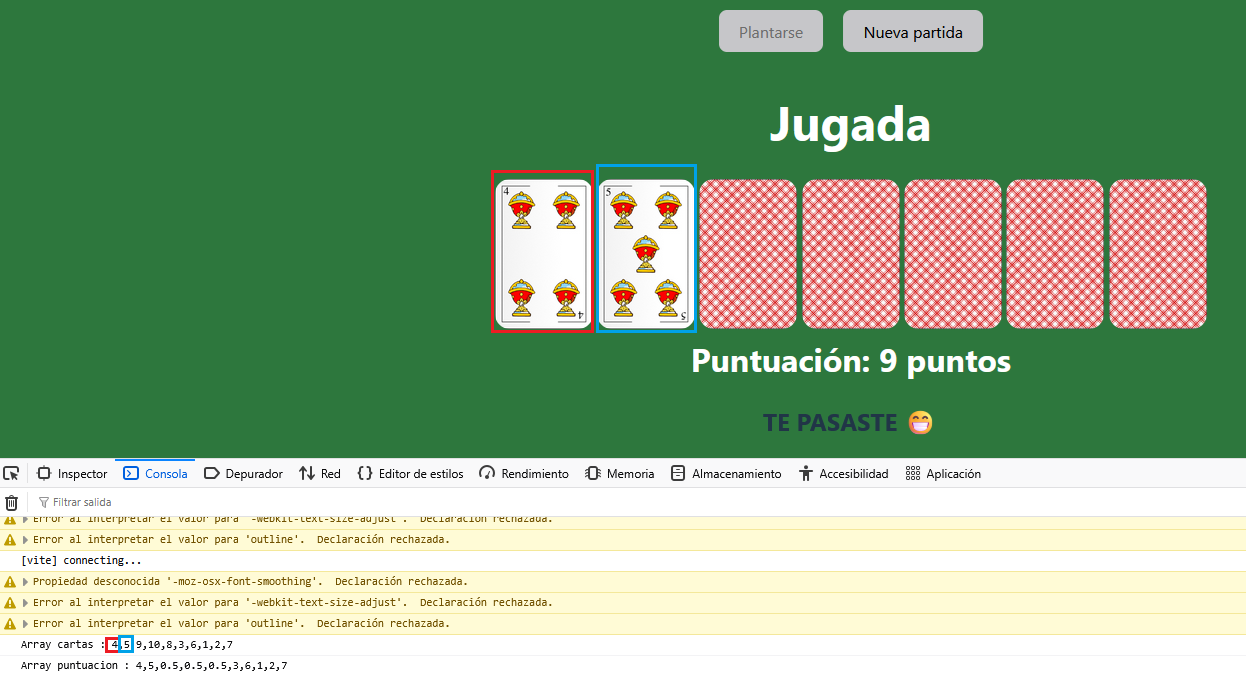 Plantarse Nueva partida
Jugada
4 5
4 5
Puntuación: 9 puntos
TE PASASTE 😁
Inspector Consola Depurador Red Editor de estilos Rendimiento Memoria Almacenamiento Accesibilidad Aplicación
Filtrar salida
Error al interpretar el valor para '-webkit-text-size-adjust'. Declaración rechazada.
Error al interpretar el valor para 'outline'. Declaración rechazada.
[vite] connecting...
Propiedad desconocida '-moz-osx-font-smoothing'. Declaración rechazada.
Error al interpretar el valor para '-webkit-text-size-adjust'. Declaración rechazada.
Error al interpretar el valor para 'outline'. Declaración rechazada.
Array cartas : 4,5,9,10,8,3,6,1,2,7
Array puntuacion : 4,5,0.5,0.5,0.5,3,6,1,2,7